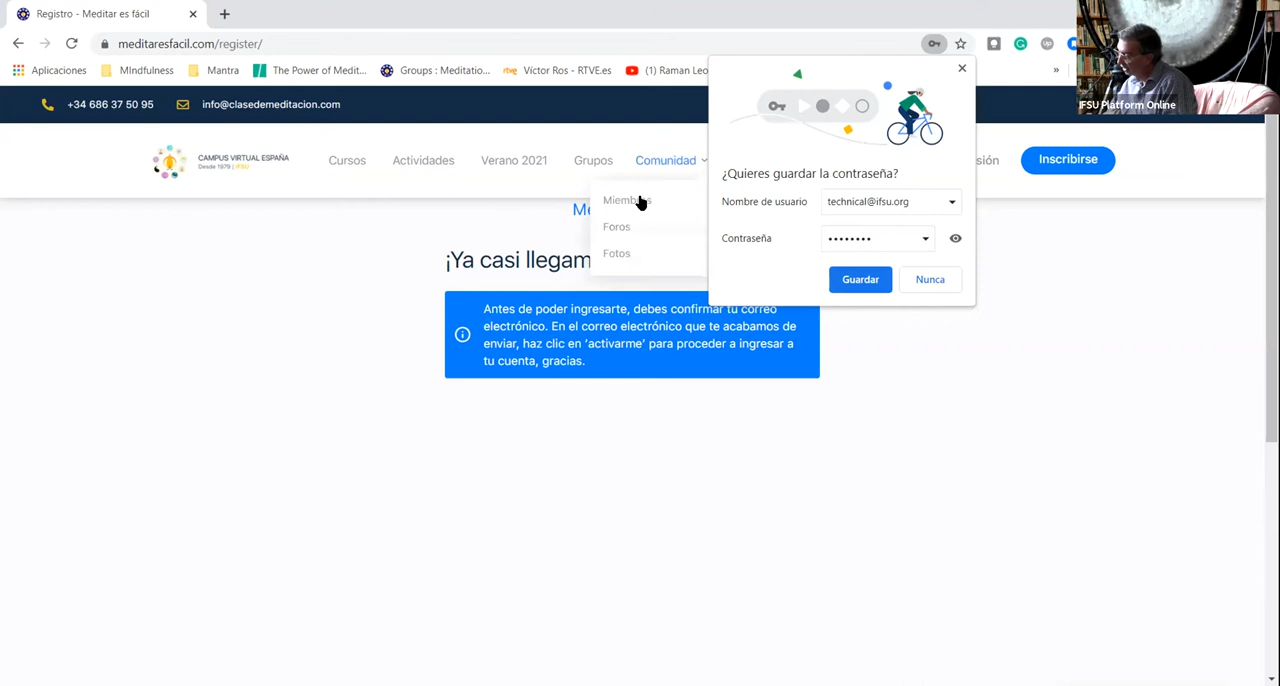 Registro - Meditar es fácil
meditaresfacil.com/register/
Aplicaciones
MIndfulness
Mantra
The Power of Medit...
Groups : Meditatio...
Víctor Ros - RTVE.es
(1) Raman Leo
»
IFSU Platform Online
+34 686 37 50 95
info@clasedemeditacion.com
CAMPUS VIRTUAL ESPAÑA
Desde 1979 | IFSU
Cursos
Actividades
Verano 2021
Grupos
Comunidad
sión
Inscribirse
Foros
Fotos
¿Quieres guardar la contraseña?
Nombre de usuario
technical@ifsu.org
Contraseña
••••••••
Guardar
Nunca
¡Ya casi llegam
Antes de poder ingresarte, debes confirmar tu correo
electrónico. En el correo electrónico que te acabamos de
enviar, haz clic en ‘activarme’ para proceder a ingresar a
tu cuenta, gracias.